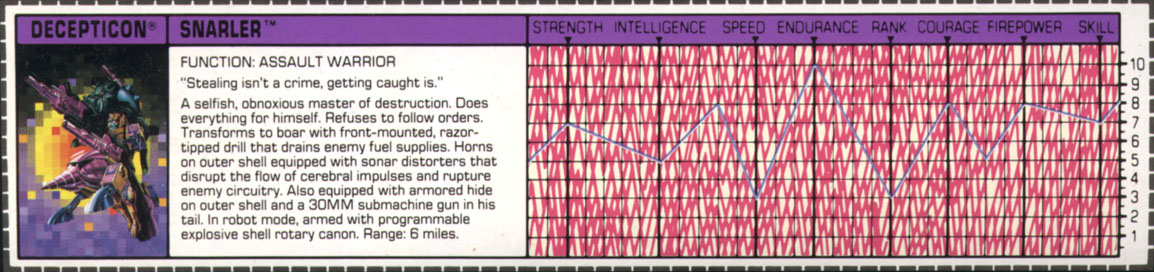 DECEPTICON®
SNARLER™
STRENGTH INTELLIGENCE SPEED ENDURANCE RANK COURAGE FIREPOWER SKILL
FUNCTION: ASSAULT WARRIOR
"Stealing isn't a crime, getting caught is."
A selfish, obnoxious master of destruction. Does
everything for himself. Refuses to follow orders.
Transforms to boar with front-mounted, razor-
tipped drill that drains enemy fuel supplies. Horns
on outer shell equipped with sonar distorters that
disrupt the flow of cerebral impulses and rupture
enemy circuitry. Also equipped with armored hide
on outer shell and a 30MM submachine gun in his
tail. In robot mode, armed with programmable
explosive shell rotary canon. Range: 6 miles.
10
9
8
7
6
5
4
3
2
1